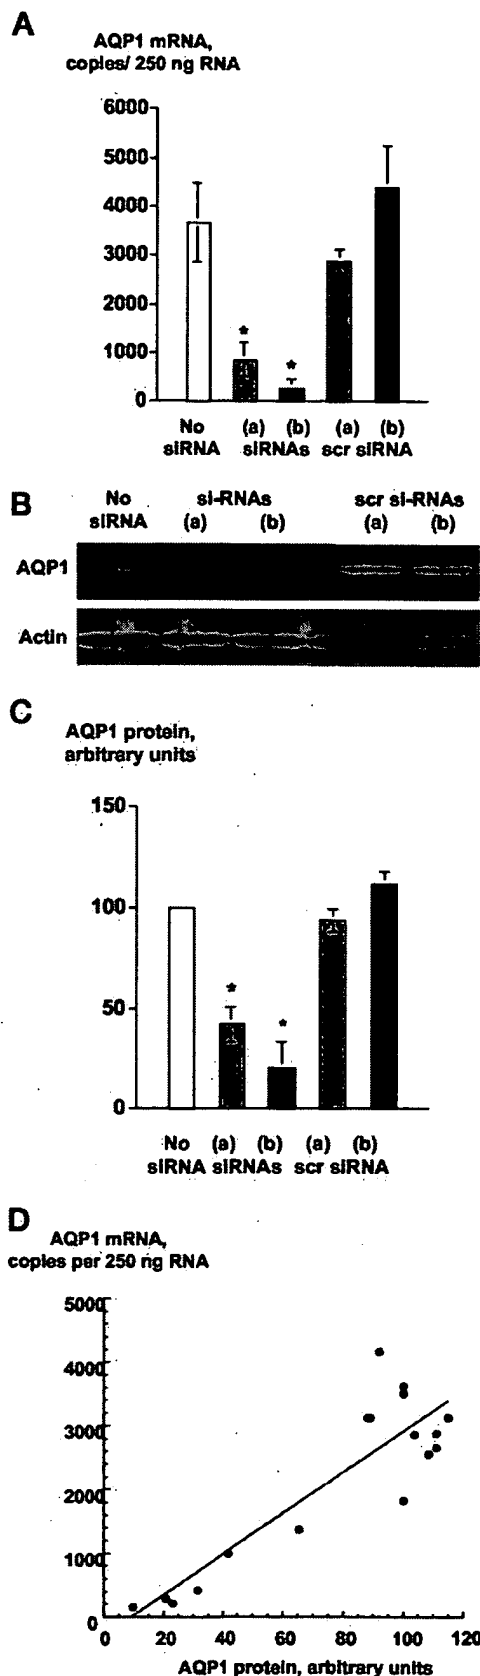 A
AQP1 mRNA,
copies/ 250 ng RNA
6000
5000
4000
3000
2000
1000
0
*
*
No (a) (b) (a) (b)
siRNA siRNAs scr siRNA
B
No si-RNAs scr si-RNAs
siRNA (a) (b) (a) (b)
AQP1
Actin
C
AQP1 protein,
arbitrary units
150
100
50
0
*
*
No (a) (b) (a) (b)
siRNA siRNAs scr siRNA
D
AQP1 mRNA,
copies per 250 ng RNA
5000
4000
3000
2000
1000
0
0 20 40 60 80 100 120
AQP1 protein, arbitrary units